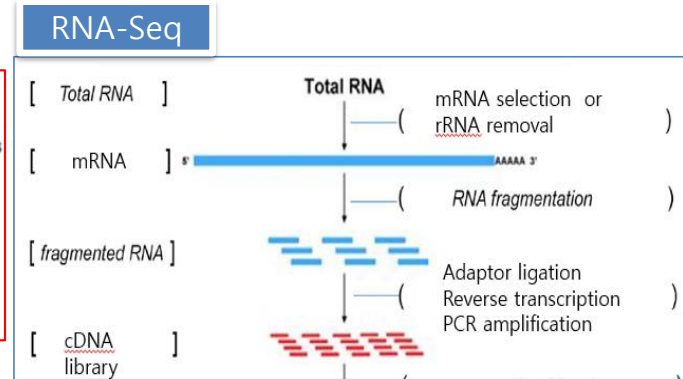 RNA-Seq
[ Total RNA ]
Total RNA
( mRNA selection or
rRNA removal )
[ mRNA ]
5' AAAAA 3'
( RNA fragmentation )
[ fragmented RNA ]
( Adaptor ligation
Reverse transcription )
PCR amplification
[ cDNA ]
library